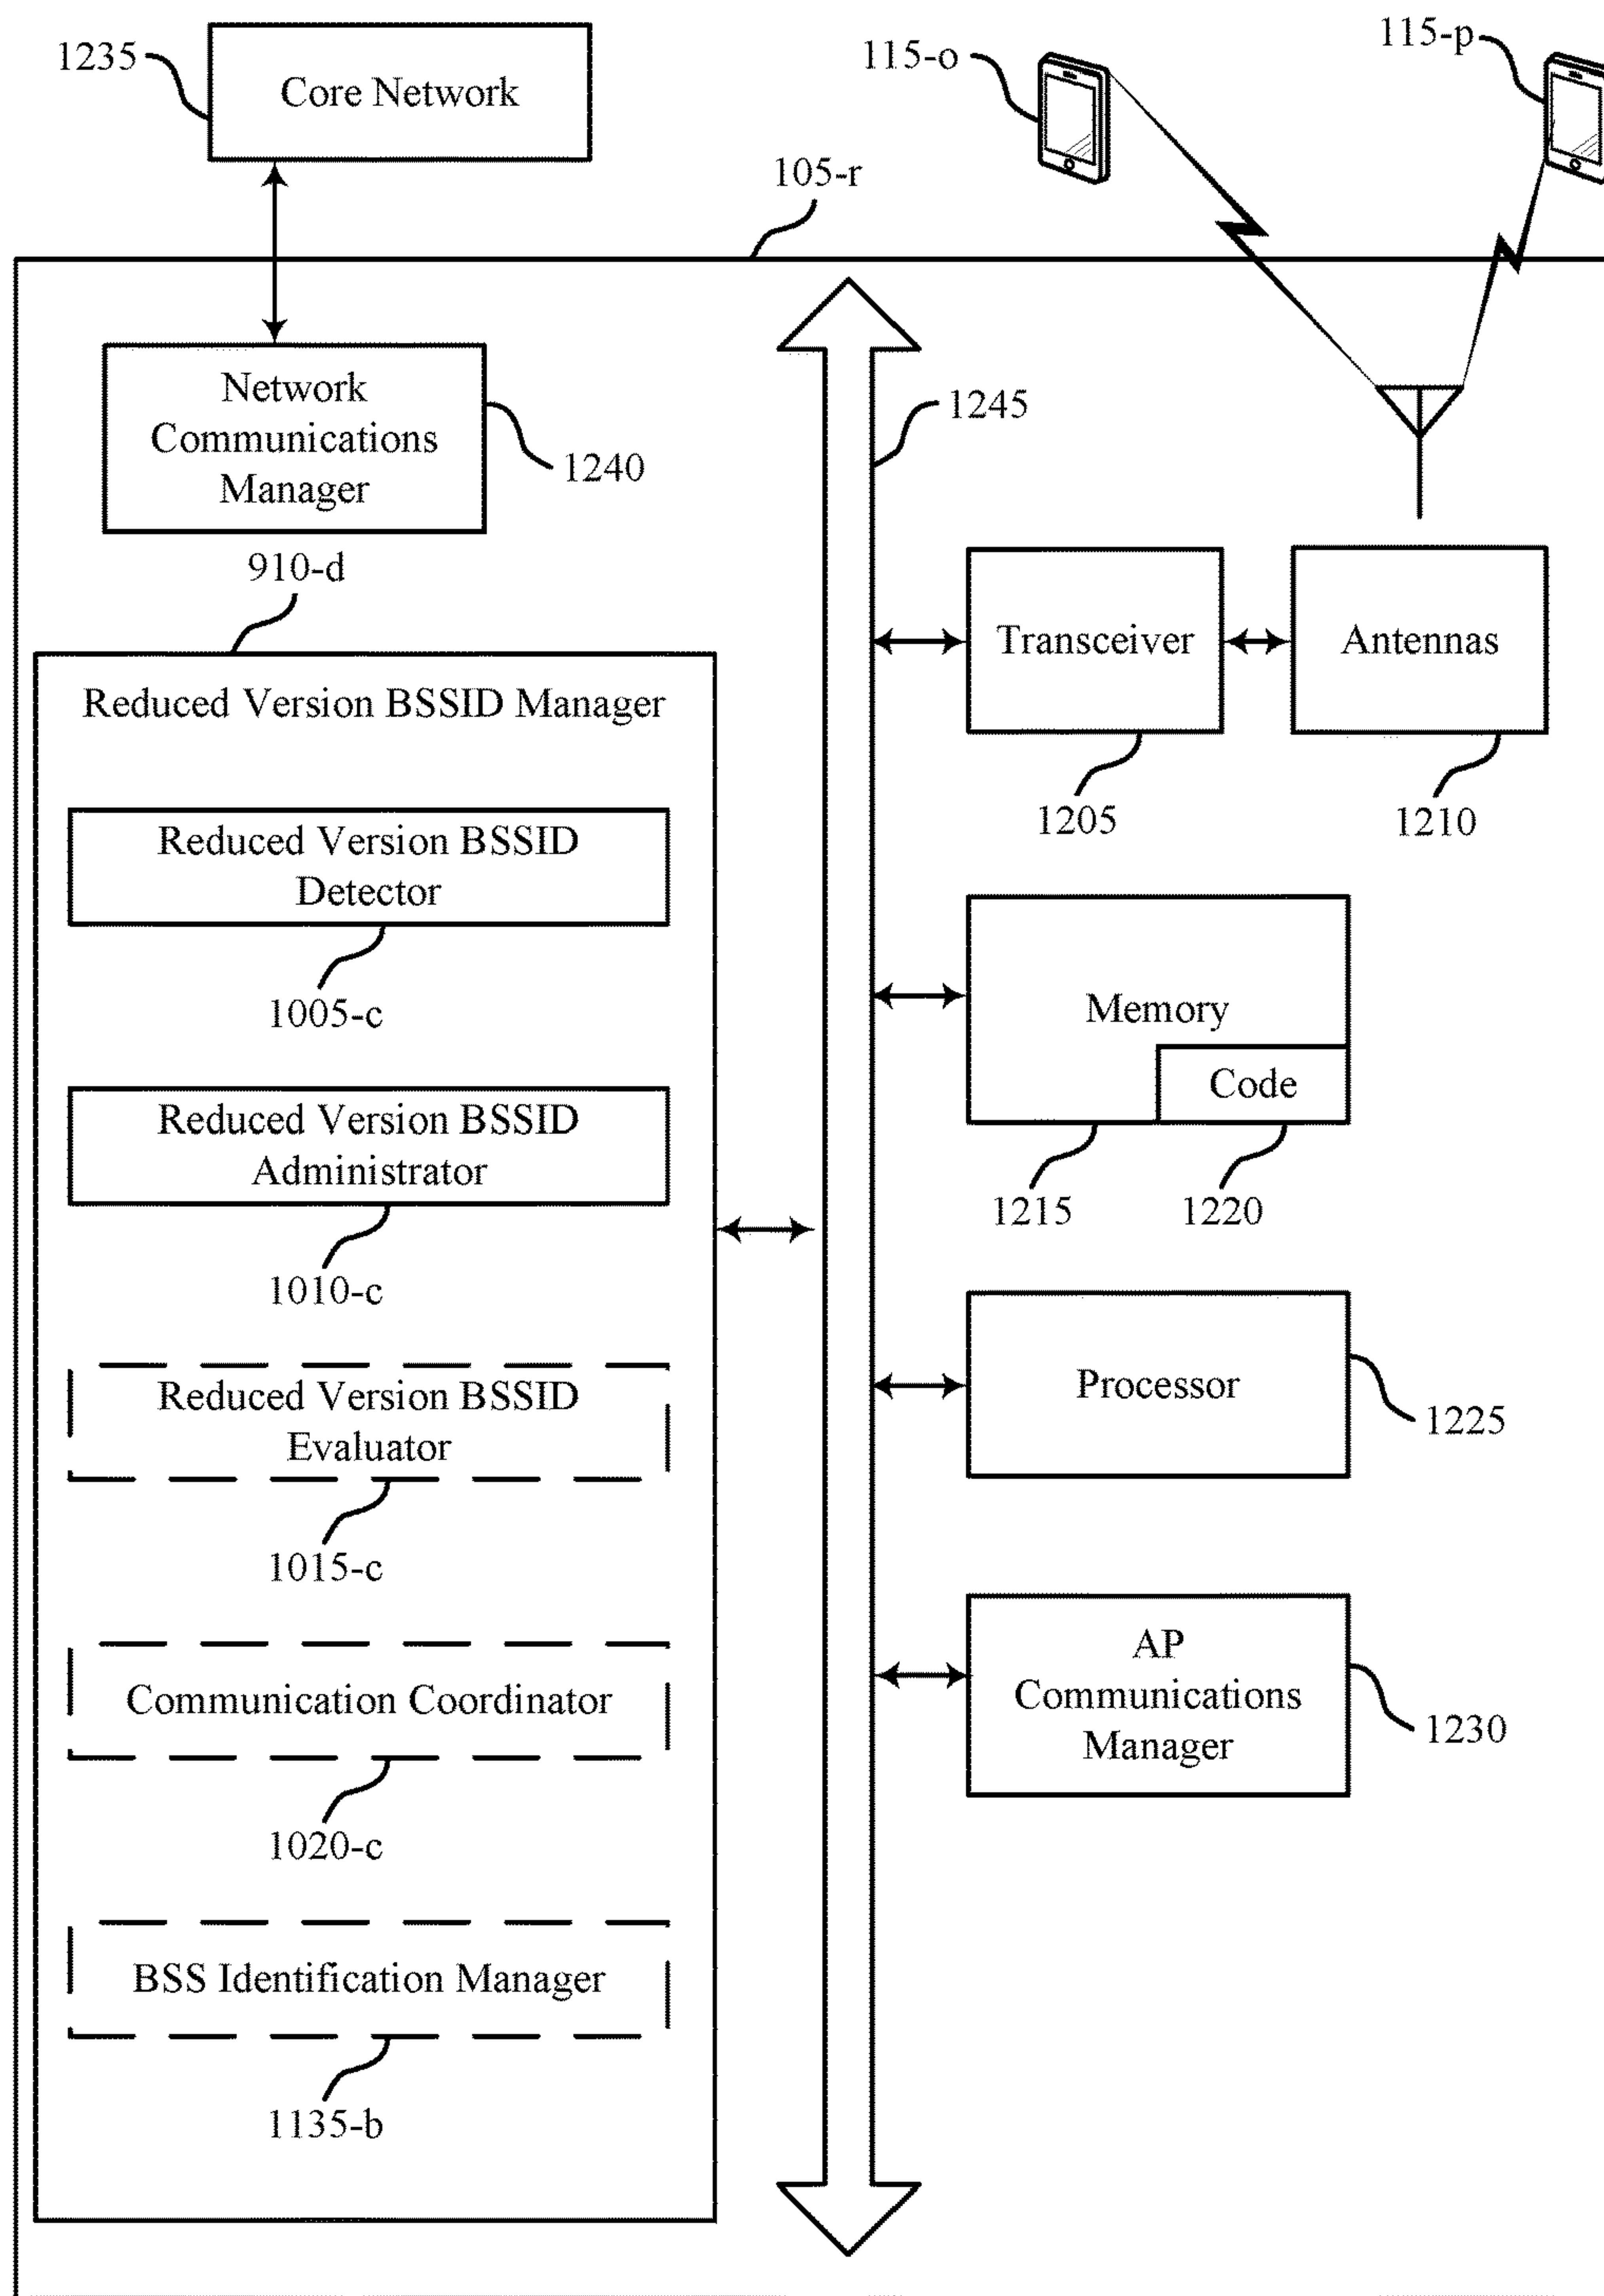 1235
Core Network
115-o
115-p
105-r
Network
Communications
Manager
1240
1245
910-d
Reduced Version BSSID Manager
Reduced Version BSSID
Detector
1005-c
Reduced Version BSSID
Administrator
1010-c
Reduced Version BSSID
Evaluator
1015-c
Communication Coordinator
1020-c
BSS Identification Manager
1135-b
Transceiver
Antennas
1205
1210
Memory
Code
1215
1220
Processor
1225
AP
Communications
Manager
1230